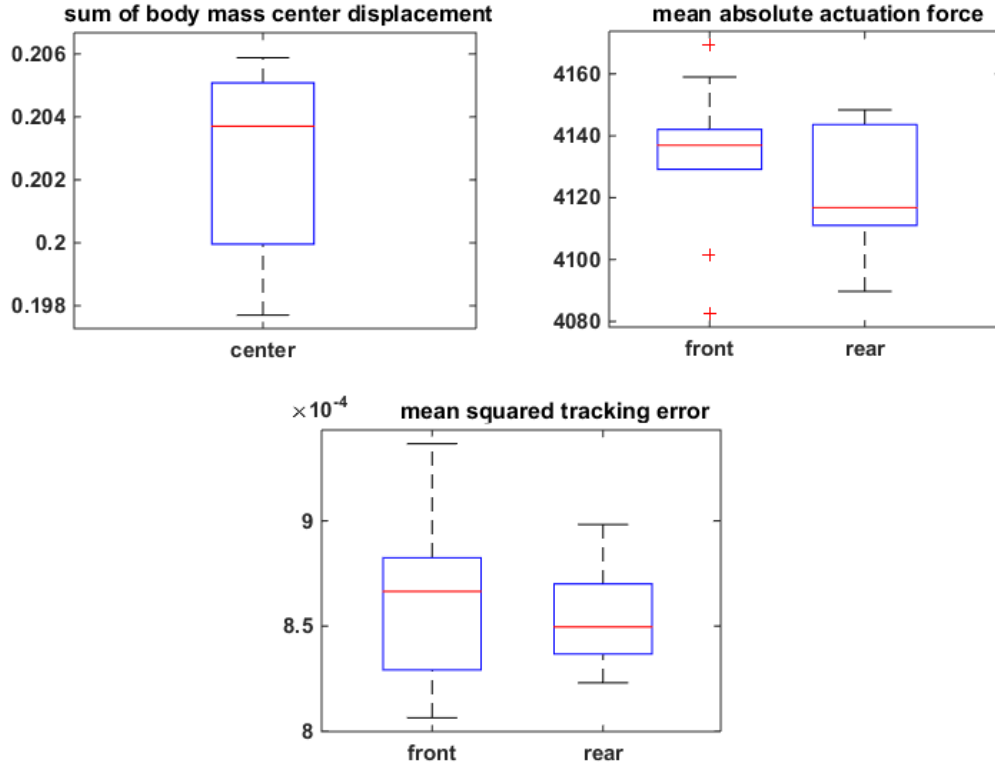 sum of body mass center displacement
0.206
0.204
0.202
0.2
0.198
center
mean absolute actuation force
4160
4140
4120
4100
4080
front rear
×10⁻⁴ mean squared tracking error
9
8.5
8
front rear